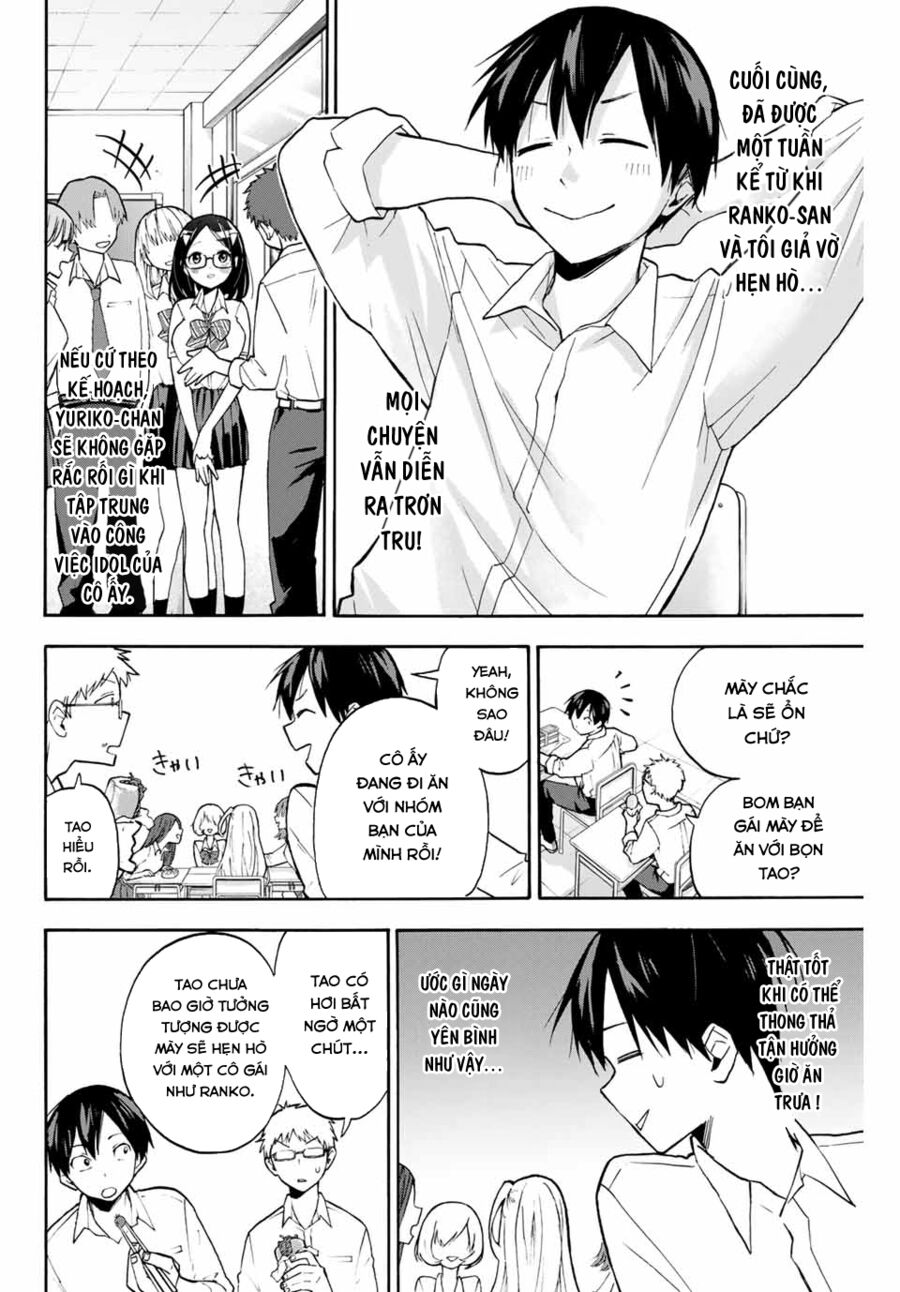 CUỐI CÙNG,
ĐÃ ĐƯỢC
MỘT TUẦN
KỂ TỪ KHI
RANKO-SAN
VÀ TÔI GIẢ VỜ
HẸN HÒ...
MỌI
CHUYỆN
VẪN DIỄN
RA TRƠN
TRU!
NẾU CỨ THEO
KẾ HOẠCH,
YURIKO-CHAN
SẼ KHÔNG GẶP
RẮC RỐI GÌ KHI
TẬP TRUNG
VÀO CÔNG
VIỆC IDOL CỦA
CÔ ẤY.
MÀY CHẮC
LÀ SẼ ỔN
CHỨ?
BOM BẠN
GÁI MÀY ĐỂ
ĂN VỚI BỌN
TAO?
YEAH,
KHÔNG
SAO
ĐÂU!
CÔ ẤY
ĐANG ĐI ĂN
VỚI NHÓM
BẠN CỦA
MÌNH RỒI!
きゃい
きゃい
TAO
HIỂU
RỒI.
THẬT TỐT
KHI CÓ THỂ
THONG THẢ
TẬN HƯỞNG
GIỜ ĂN
TRƯA !
ƯỚC GÌ NGÀY
NÀO CŨNG
YÊN BÌNH
NHƯ VẬY...
TAO CÓ
HƠI BẤT
NGỜ MỘT
CHÚT...
TAO CHƯA
BAO GIỜ TƯỞNG
TƯỢNG ĐƯỢC
MÀY SẼ HẸN HÒ
VỚI MỘT CÔ GÁI
NHƯ RANKO.